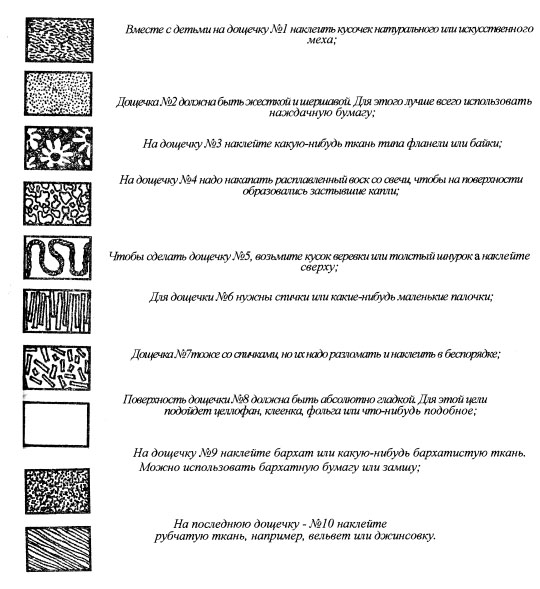 Вместе с детьми на дощечку №1 наклеить кусочек натурального или искусственного
меха;
Дощечка №2 должна быть жесткой и шершавой. Для этого лучше всего использовать
наждачную бумагу;
На дощечку №3 наклейте какую-нибудь ткань типа фланели или байки;
На дощечку №4 надо накапать расплавленный воск со свечи, чтобы на поверхности
образовались застывшие капли;
Чтобы сделать дощечку №5, возьмите кусок веревки или толстый шнурок а наклейте
сверху;
Для дощечки №6 нужны спички или какие-нибудь маленькие палочки;
Дощечка №7тоже со спичками, но их надо разломать и наклеить в беспорядке;
Поверхность дощечки №8 должна быть абсолютно гладкой. Для этой цели
подойдет целлофан, клеенка, фольга или что-нибудь подобное;
На дощечку №9 наклейте бархат или какую-нибудь бархатистую ткань.
Можно использовать бархатную бумагу или замшу;
На последнюю дощечку - №10 наклейте
рубчатую ткань, например, вельвет или джинсовку.